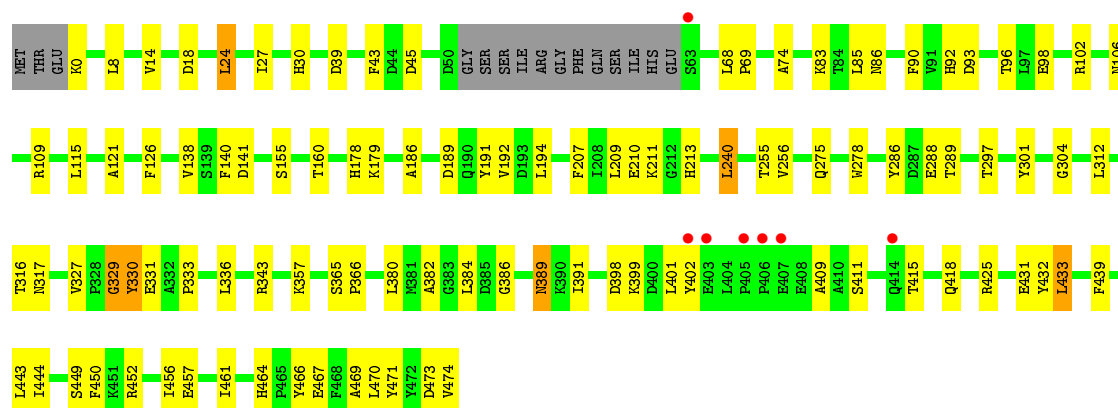 MET THR GLU K0 L8 V14 D18 L24 I27 H30 D39 F43 D44 D45 D50 GLY SER SER ILE ARG GLY PHE GLN SER ILE HIS GLU S63 L68 P69 A74 K83 T84 L85 N86 F90 V91 H92 D93 T96 L97 E98 R102 N106
R109 L115 A121 F126 V138 S139 F140 D141 S155 T160 H178 K179 A186 D189 Q190 Y191 V192 D193 L194 F207 I208 L209 E210 K211 G212 H213 L240 T255 V256 Q275 W278 Y286 D287 E288 T289 T297 Y301 G304 L312
T316 N317 V327 P328 G329 Y330 E331 A332 P333 L336 R343 K357 S365 P366 L380 M381 A382 G383 L384 D385 G386 N389 K390 I391 D398 K399 D400 L401 Y402 E403 L404 P405 P406 E407 E408 A409 A410 S411 Q414 T415 Q418 R425 E431 Y432 L433 F439
L443 I444 S449 F450 K451 R452 I456 E457 I461 H464 P465 Y466 E467 F468 A469 L470 Y471 Y472 D473 V474